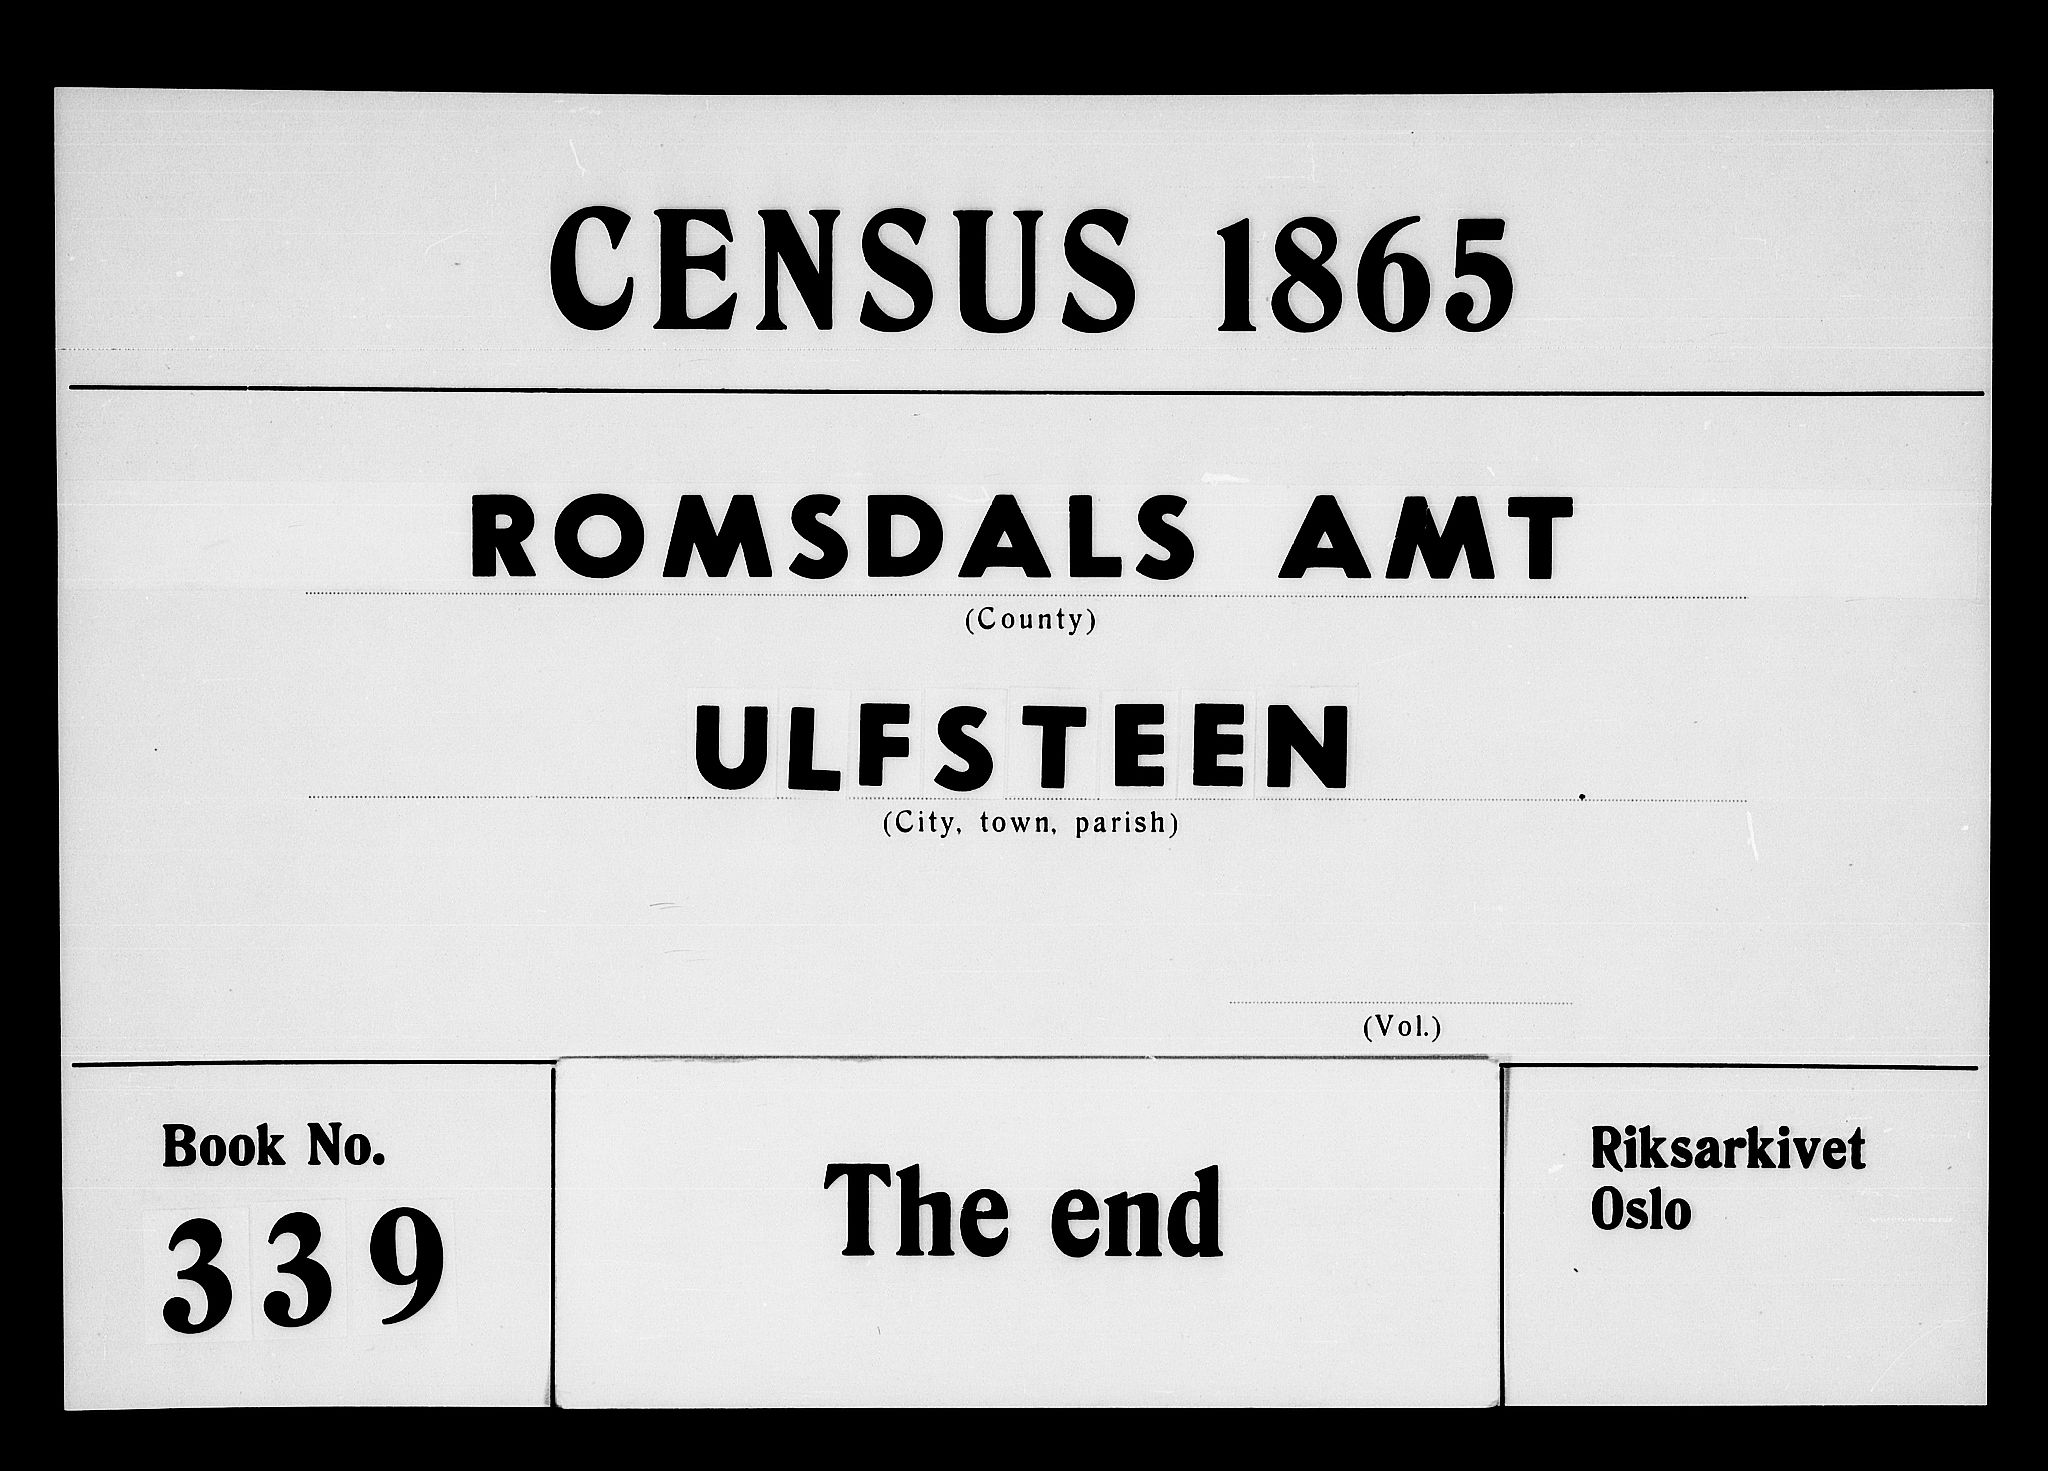 CENSUS 1865
ROMSDALS AMT
(County)
ULFSTEEN
(City, town, parish)
(Vol.)
Book No.
339
The end
Riksarkivet
Oslo